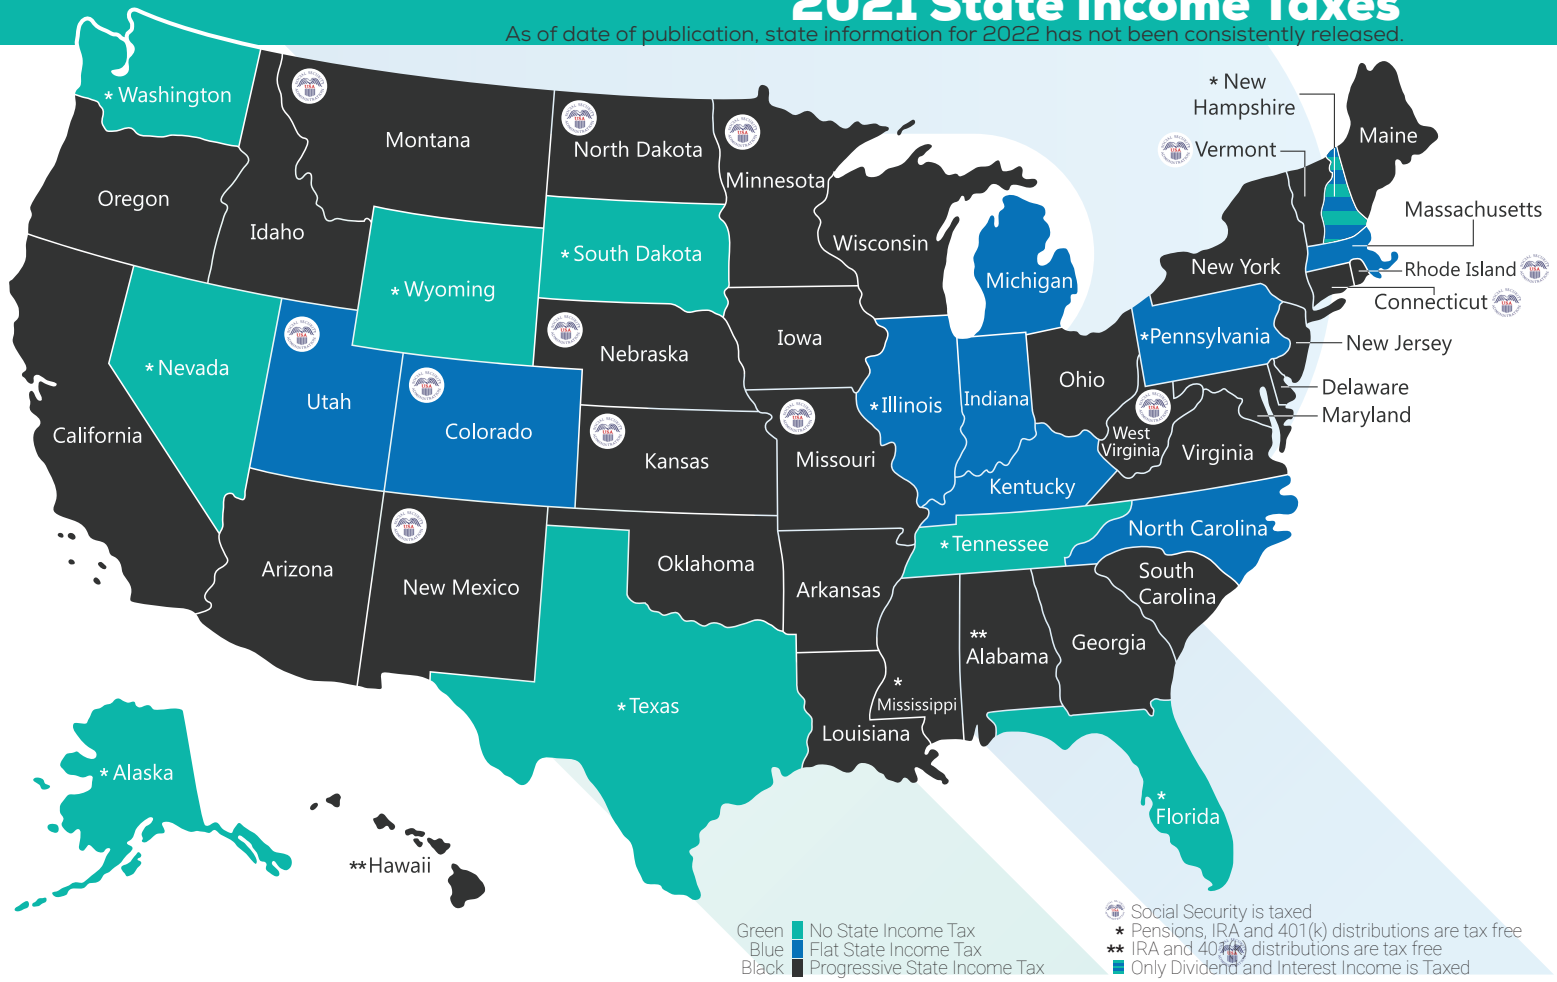 2021 State Income Taxes
As of date of publication, state information for 2022 has not been consistently released.
* Washington
Montana
North Dakota
Minnesota
* New
Hampshire
Vermont
Maine
Oregon
Idaho
* Wyoming
* South Dakota
Wisconsin
Michigan
New York
Massachusetts
Rhode Island
Connecticut
* Nevada
Utah
Colorado
Nebraska
Iowa
* Illinois
Indiana
Ohio
* Pennsylvania
New Jersey
Delaware
Maryland
California
Kansas
Missouri
Kentucky
West
Virginia
Virginia
Arizona
New Mexico
Oklahoma
Arkansas
* Tennessee
North Carolina
South
Carolina
* Texas
Louisiana
*
Mississippi
**
Alabama
Georgia
*
Florida
* Alaska
** Hawaii
Green No State Income Tax
Blue Flat State Income Tax
Black Progressive State Income Tax
Social Security is taxed
* Pensions, IRA and 401(k) distributions are tax free
** IRA and 401(k) distributions are tax free
Only Dividend and Interest Income is Taxed